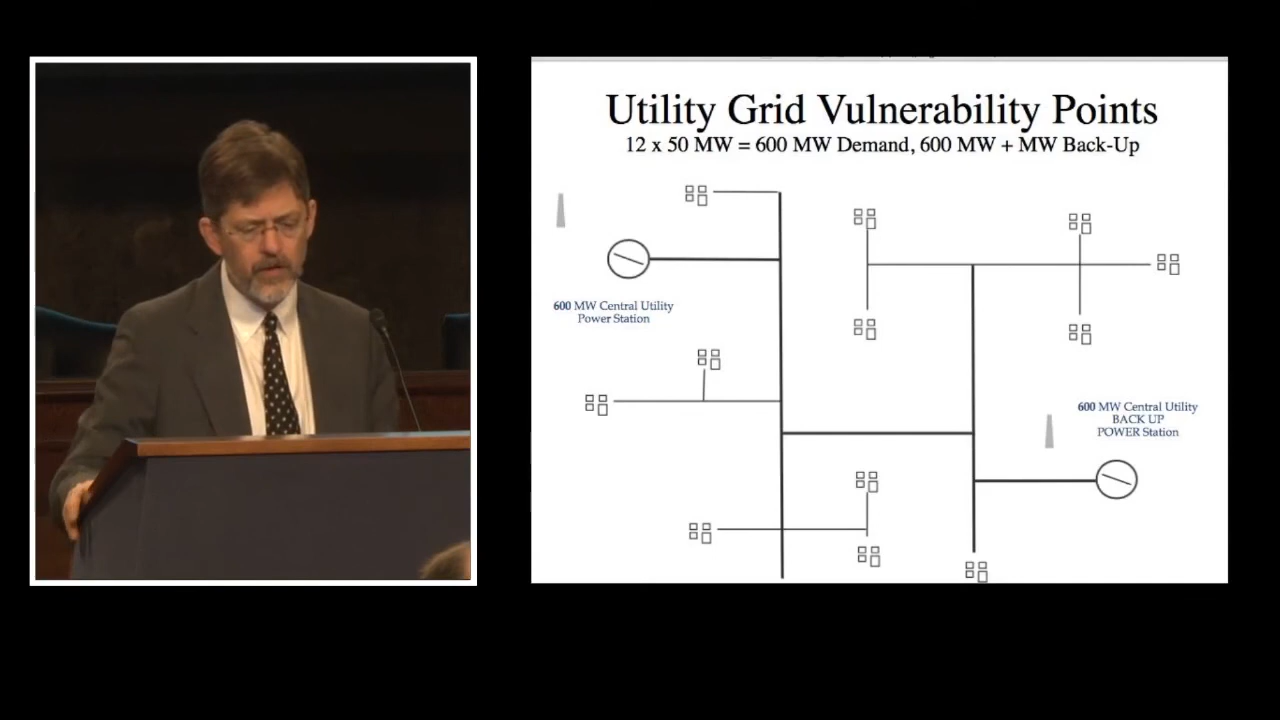 Utility Grid Vulnerability Points
12 x 50 MW = 600 MW Demand, 600 MW + MW Back-Up
600 MW Central Utility
Power Station
600 MW Central Utility
BACK UP
POWER Station